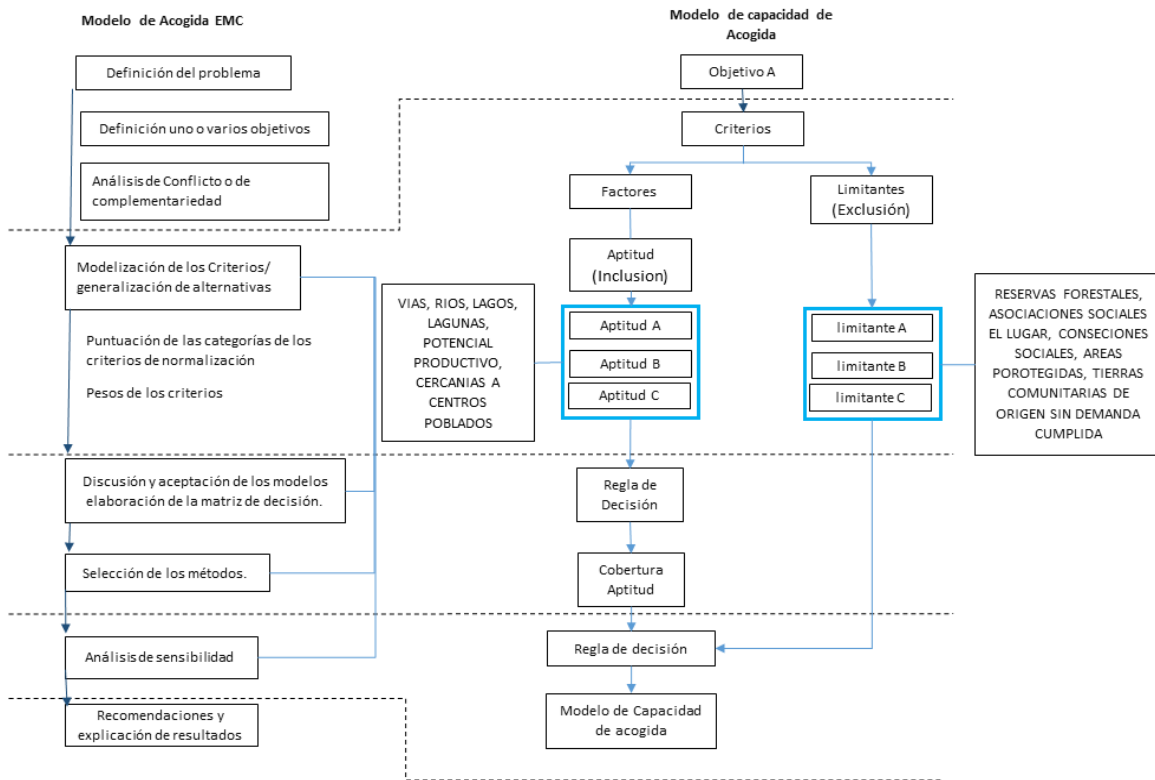 Modelo de Acogida EMC
Definición del problema
Definición uno o varios objetivos
Análisis de Conflicto o de
complementariedad
Modelización de los Criterios/
generalización de alternativas
Puntuación de las categorías de los
criterios de normalización
Pesos de los criterios
Discusión y aceptación de los modelos
elaboración de la matriz de decisión.
Selección de los métodos.
Análisis de sensibilidad
Recomendaciones y
explicación de resultados
Modelo de capacidad de
Acogida
Objetivo A
Criterios
Factores
Limitantes
(Exclusión)
Aptitud
(Inclusion)
VIAS, RIOS, LAGOS,
LAGUNAS,
POTENCIAL
PRODUCTIVO,
CERCANIAS A
CENTROS
POBLADOS
Aptitud A
Aptitud B
Aptitud C
limitante A
limitante B
limitante C
RESERVAS FORESTALES,
ASOCIACIONES SOCIALES
EL LUGAR, CONSECIONES
SOCIALES, AREAS
POROTEGIDAS, TIERRAS
COMUNITARIAS DE
ORIGEN SIN DEMANDA
CUMPLIDA
Regla de
Decisión
Cobertura
Aptitud
Regla de decisión
Modelo de Capacidad
de acogida